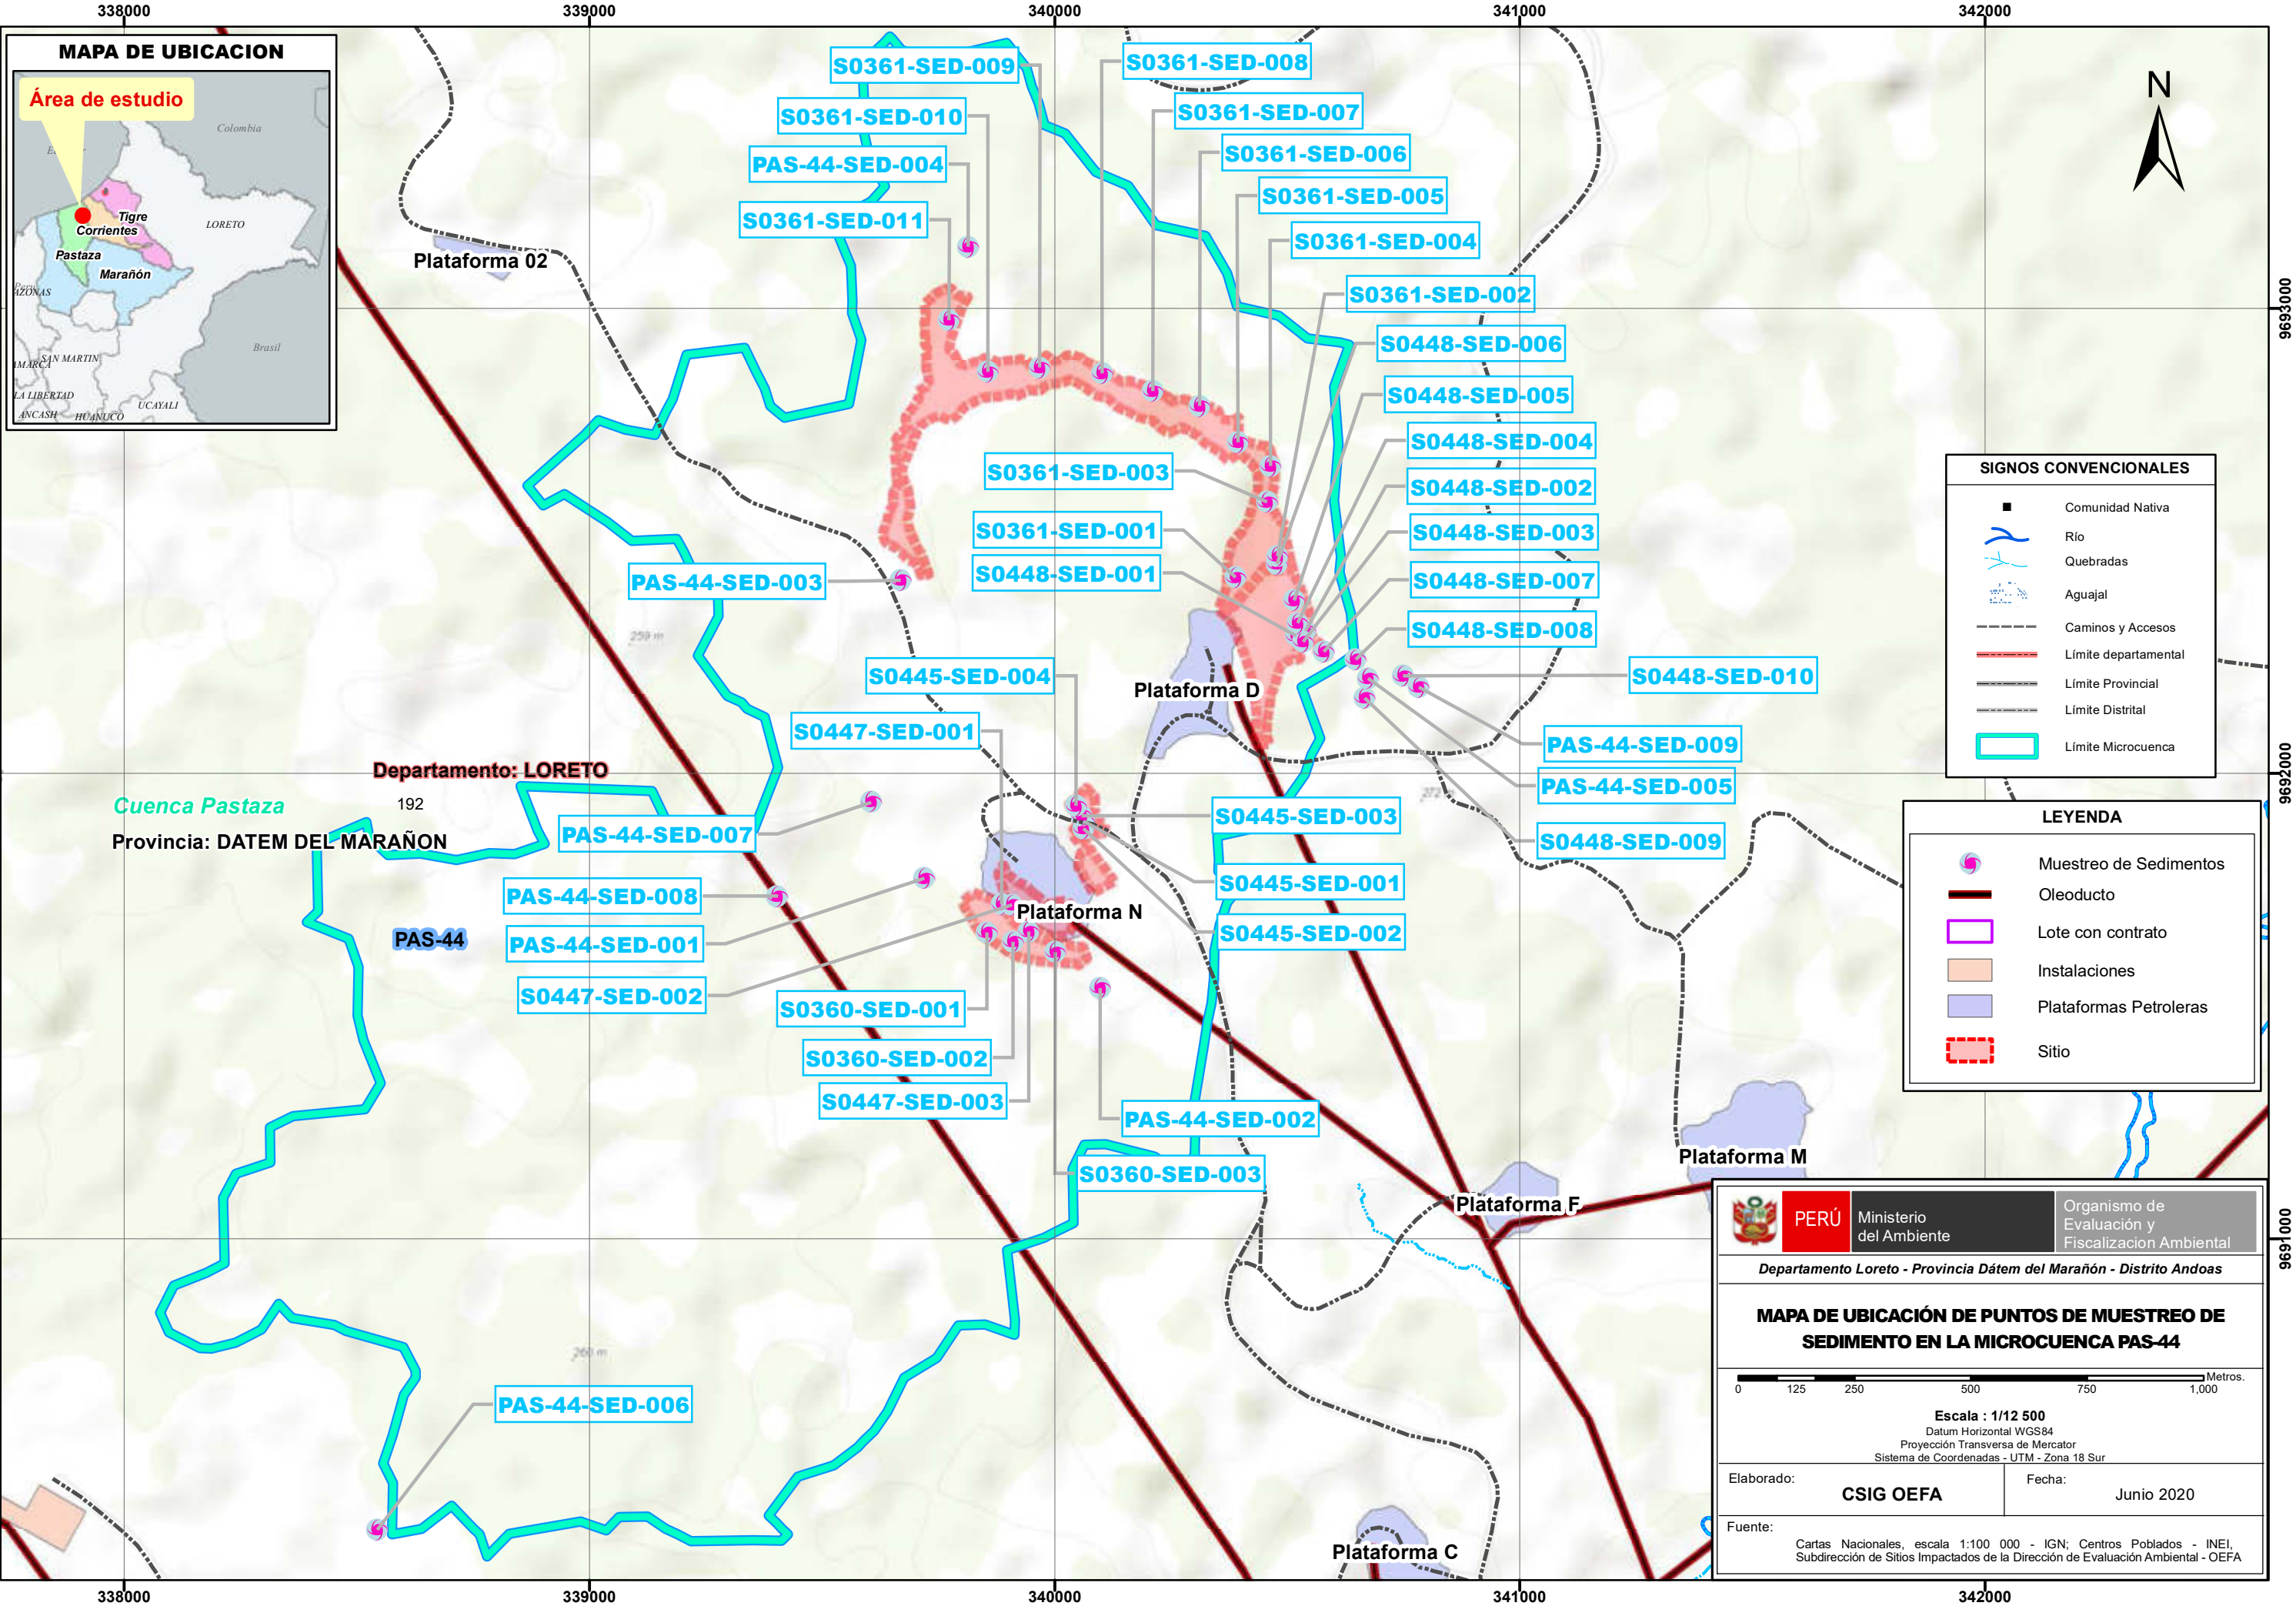 338000
339000
340000
341000
342000
MAPA DE UBICACION
Área de estudio
Colombia
Tigre
Corrientes
LORETO
Pastaza
Marañón
AZONAS
Brasil
SAN MARTIN
AMARCA
LA LIBERTAD
UCAYALI
ANCASH
HUANUCO
N
S0361-SED-009
S0361-SED-008
S0361-SED-010
S0361-SED-007
PAS-44-SED-004
S0361-SED-006
S0361-SED-005
S0361-SED-011
S0361-SED-004
Plataforma 02
S0361-SED-002
9693000
S0448-SED-006
S0448-SED-005
S0448-SED-004
S0361-SED-003
S0448-SED-002
S0361-SED-001
S0448-SED-003
S0448-SED-001
PAS-44-SED-003
S0448-SED-007
259 m
S0448-SED-008
S0445-SED-004
S0448-SED-010
Plataforma D
S0447-SED-001
PAS-44-SED-009
Departamento: LORETO
9692000
PAS-44-SED-005
272 m
Cuenca Pastaza
192
S0445-SED-003
PAS-44-SED-007
Provincia: DATEM DEL MARAÑON
S0448-SED-009
S0445-SED-001
PAS-44-SED-008
Plataforma N
S0445-SED-002
PAS-44
PAS-44-SED-001
S0447-SED-002
S0360-SED-001
S0360-SED-002
S0447-SED-003
PAS-44-SED-002
S0360-SED-003
Plataforma M
Plataforma F
9691000
260 m
PAS-44-SED-006
Plataforma C
SIGNOS CONVENCIONALES
Comunidad Nativa
Río
Quebradas
Aguajal
Caminos y Accesos
Límite departamental
Límite Provincial
Límite Distrital
Límite Microcuenca
LEYENDA
Muestreo de Sedimentos
Oleoducto
Lote con contrato
Instalaciones
Plataformas Petroleras
Sitio
PERÚ
Ministerio
del Ambiente
Organismo de
Evaluación y
Fiscalizacion Ambiental
Departamento Loreto - Provincia Dátem del Marañón - Distrito Andoas
MAPA DE UBICACIÓN DE PUNTOS DE MUESTREO DE
SEDIMENTO EN LA MICROCUENCA PAS-44
Metros.
0 125 250 500 750 1,000
Escala : 1/12 500
Datum Horizontal WGS84
Proyección Transversa de Mercator
Sistema de Coordenadas - UTM - Zona 18 Sur
Elaborado:
CSIG OEFA
Fecha:
Junio 2020
Fuente:
Cartas Nacionales, escala 1:100 000 - IGN; Centros Poblados - INEI,
Subdirección de Sitios Impactados de la Dirección de Evaluación Ambiental - OEFA
338000
339000
340000
341000
342000